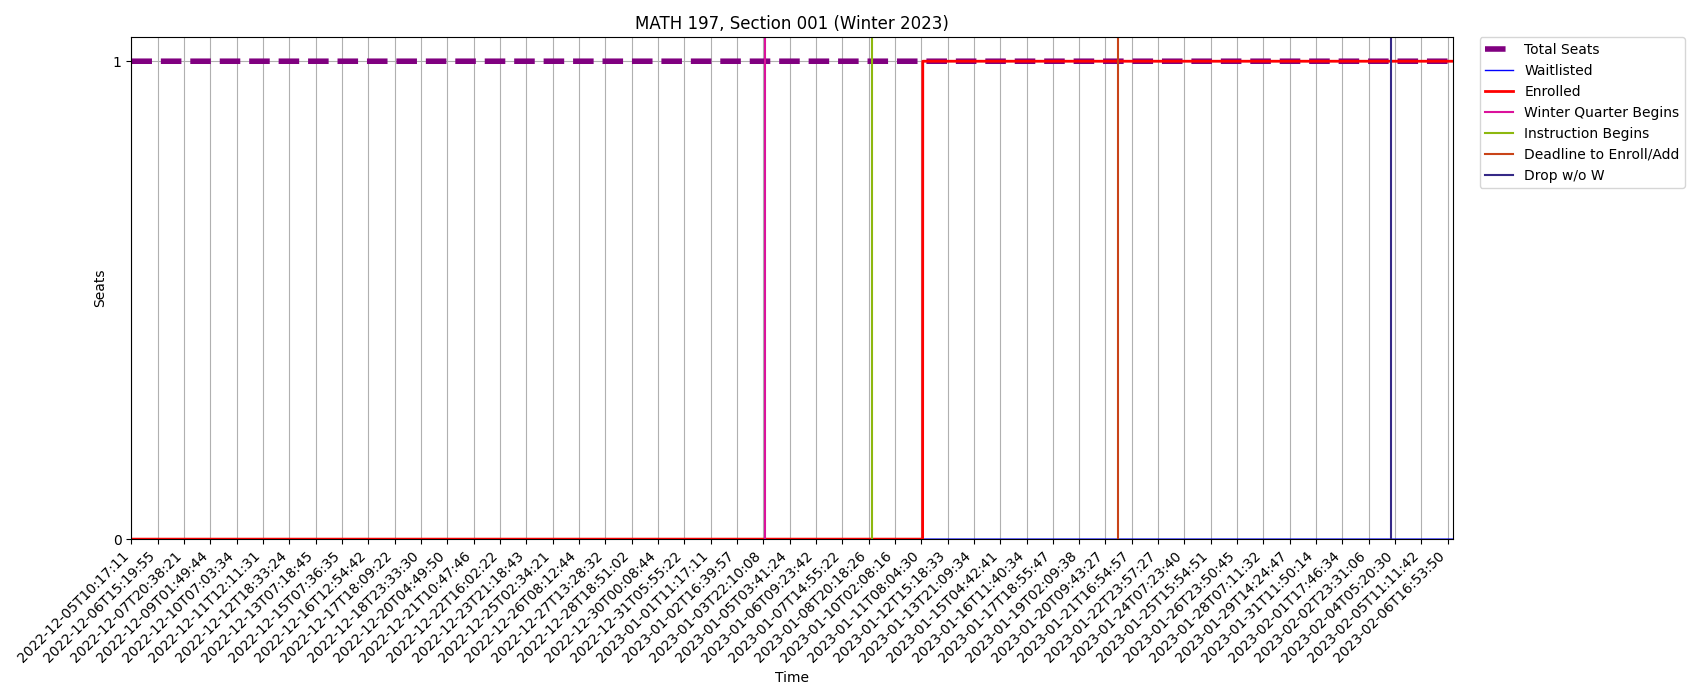 MATH 197, Section 001 (Winter 2023)
1
0
Seats
Total Seats
Waitlisted
Enrolled
Winter Quarter Begins
Instruction Begins
Deadline to Enroll/Add
Drop w/o W
2022-12-05T10:17:11
2022-12-06T15:19:55
2022-12-07T20:38:21
2022-12-09T01:49:44
2022-12-10T07:03:34
2022-12-11T12:11:31
2022-12-12T18:33:24
2022-12-13T07:18:45
2022-12-15T07:36:35
2022-12-16T12:54:42
2022-12-17T18:09:22
2022-12-18T23:33:30
2022-12-20T04:49:50
2022-12-21T10:47:46
2022-12-22T16:02:22
2022-12-23T21:18:43
2022-12-25T02:34:21
2022-12-26T08:12:44
2022-12-27T13:28:32
2022-12-28T18:51:02
2022-12-30T00:08:44
2022-12-31T05:55:22
2023-01-01T11:17:11
2023-01-02T16:39:57
2023-01-03T22:10:08
2023-01-05T03:41:24
2023-01-06T09:23:42
2023-01-07T14:55:22
2023-01-08T20:18:26
2023-01-10T02:08:16
2023-01-11T08:04:30
2023-01-12T15:18:33
2023-01-13T21:09:34
2023-01-15T04:42:41
2023-01-16T11:40:34
2023-01-17T18:55:47
2023-01-19T02:09:38
2023-01-20T09:43:27
2023-01-21T16:54:57
2023-01-22T23:57:27
2023-01-24T07:23:40
2023-01-25T15:54:51
2023-01-26T23:50:45
2023-01-28T07:11:32
2023-01-29T14:24:47
2023-01-31T11:50:14
2023-02-01T17:46:34
2023-02-02T23:31:06
2023-02-04T05:20:30
2023-02-05T11:11:42
2023-02-06T16:53:50
Time